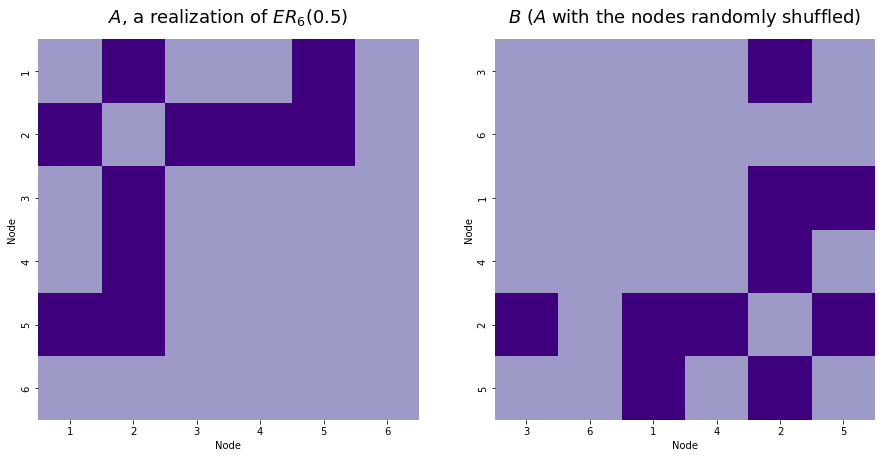 A, a realization of ER₆(0.5)
Node
1
2
3
4
5
6
1 2 3 4 5 6
Node
B (A with the nodes randomly shuffled)
Node
3
6
1
4
2
5
3 6 1 4 2 5
Node